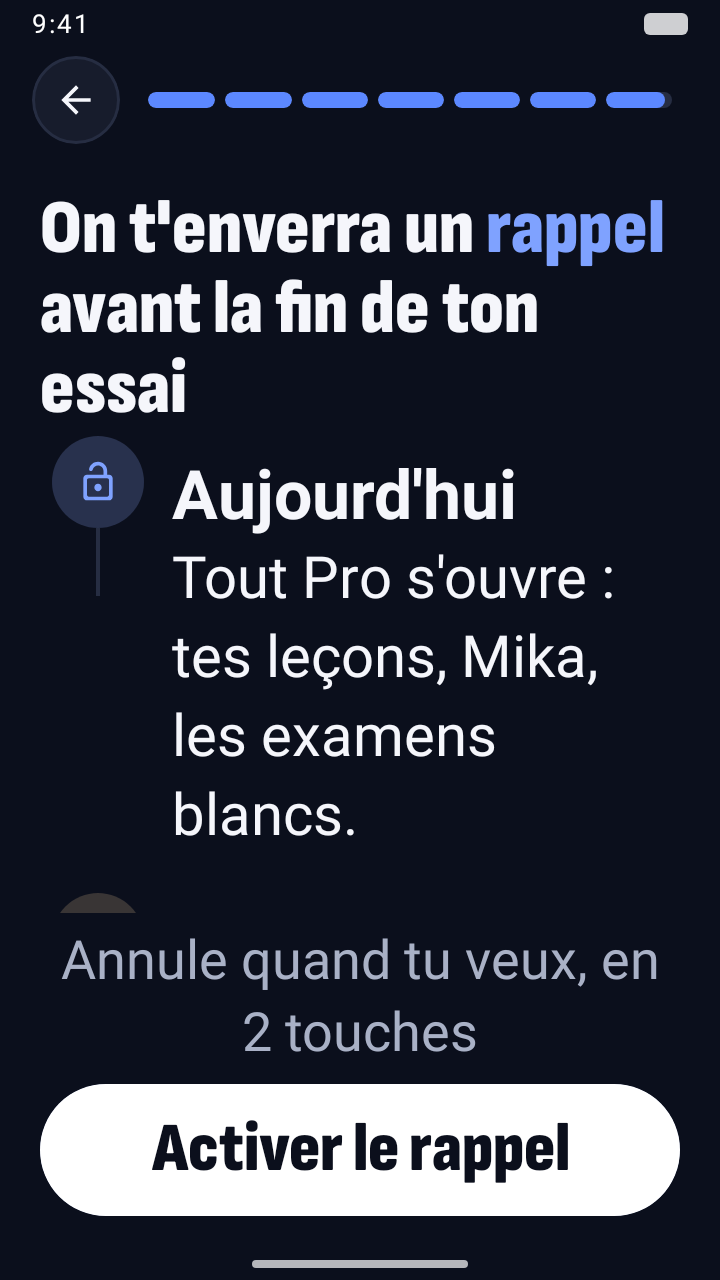 9:41
On t'enverra un rappel
avant la fin de ton
essai
Aujourd'hui
Tout Pro s'ouvre :
tes leçons, Mika,
les examens
blancs.
Annule quand tu veux, en
2 touches
Activer le rappel